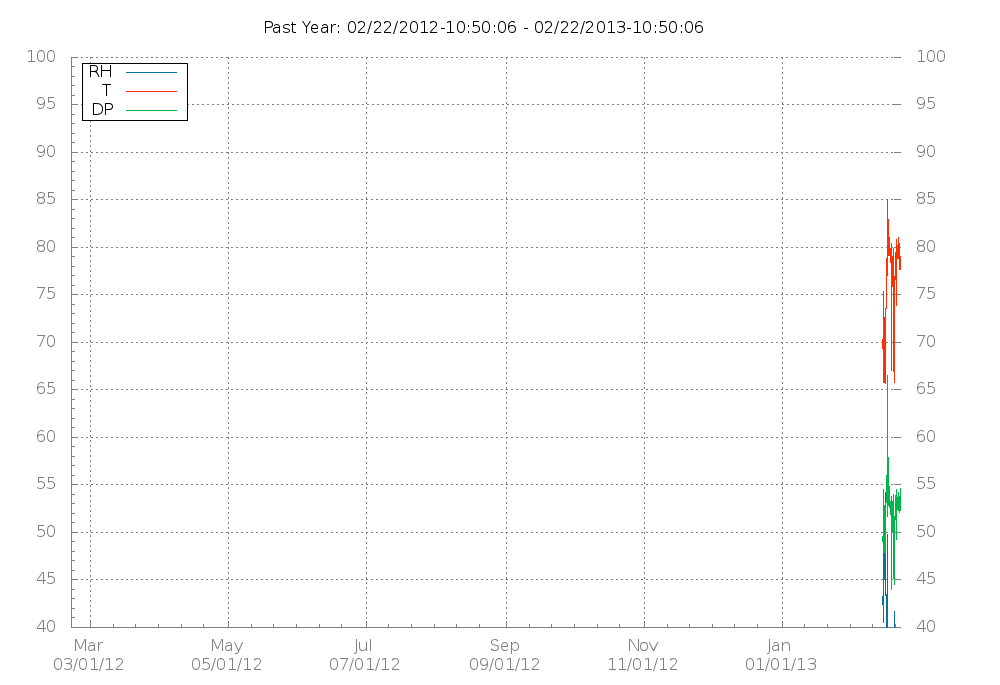 Past Year: 02/22/2012-10:50:06 - 02/22/2013-10:50:06
100 100
RH
T
DP
95 95
90 90
85 85
80 80
75 75
70 70
65 65
60 60
55 55
50 50
45 45
40 40
Mar May Jul Sep Nov Jan
03/01/12 05/01/12 07/01/12 09/01/12 11/01/12 01/01/13